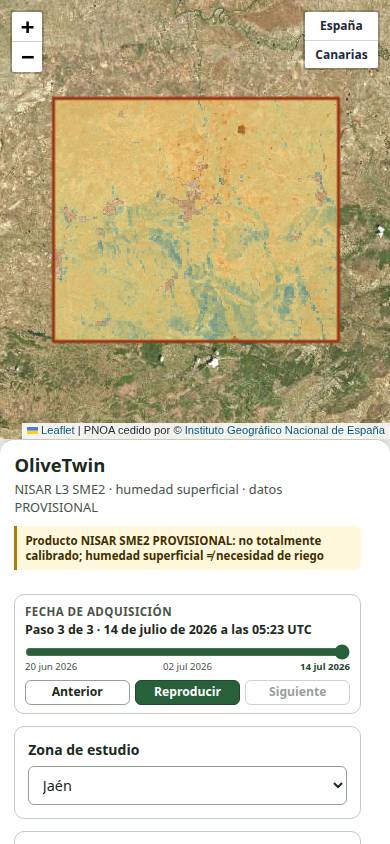 +
−
España
Canarias
Leaflet | PNOA cedido por © Instituto Geográfico Nacional de España
OliveTwin
NISAR L3 SME2 · humedad superficial · datos
PROVISIONAL
Producto NISAR SME2 PROVISIONAL: no totalmente
calibrado; humedad superficial ≠ necesidad de riego
FECHA DE ADQUISICIÓN
Paso 3 de 3 · 14 de julio de 2026 a las 05:23 UTC
20 jun 2026
02 jul 2026
14 jul 2026
Anterior
Reproducir
Siguiente
Zona de estudio
Jaén